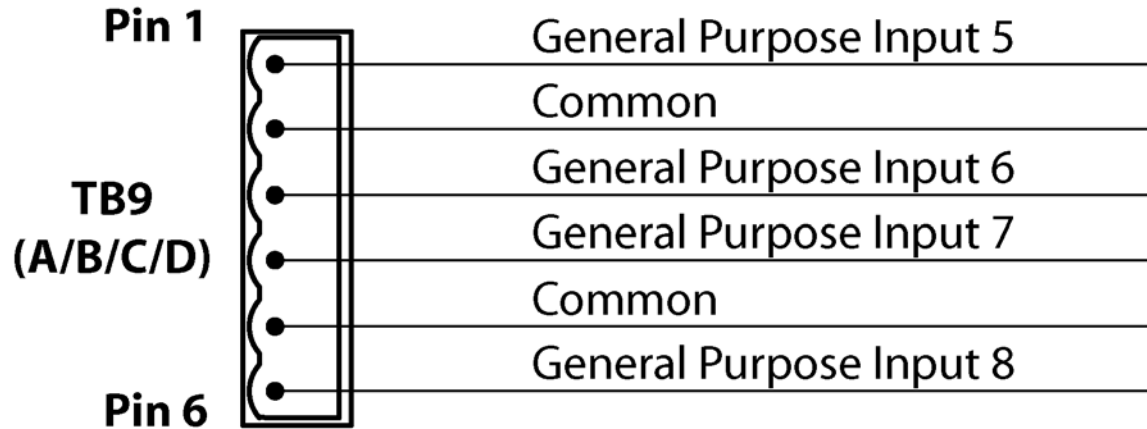 Pin 1
General Purpose Input 5
Common
General Purpose Input 6
TB9
(A/B/C/D)
General Purpose Input 7
Common
General Purpose Input 8
Pin 6